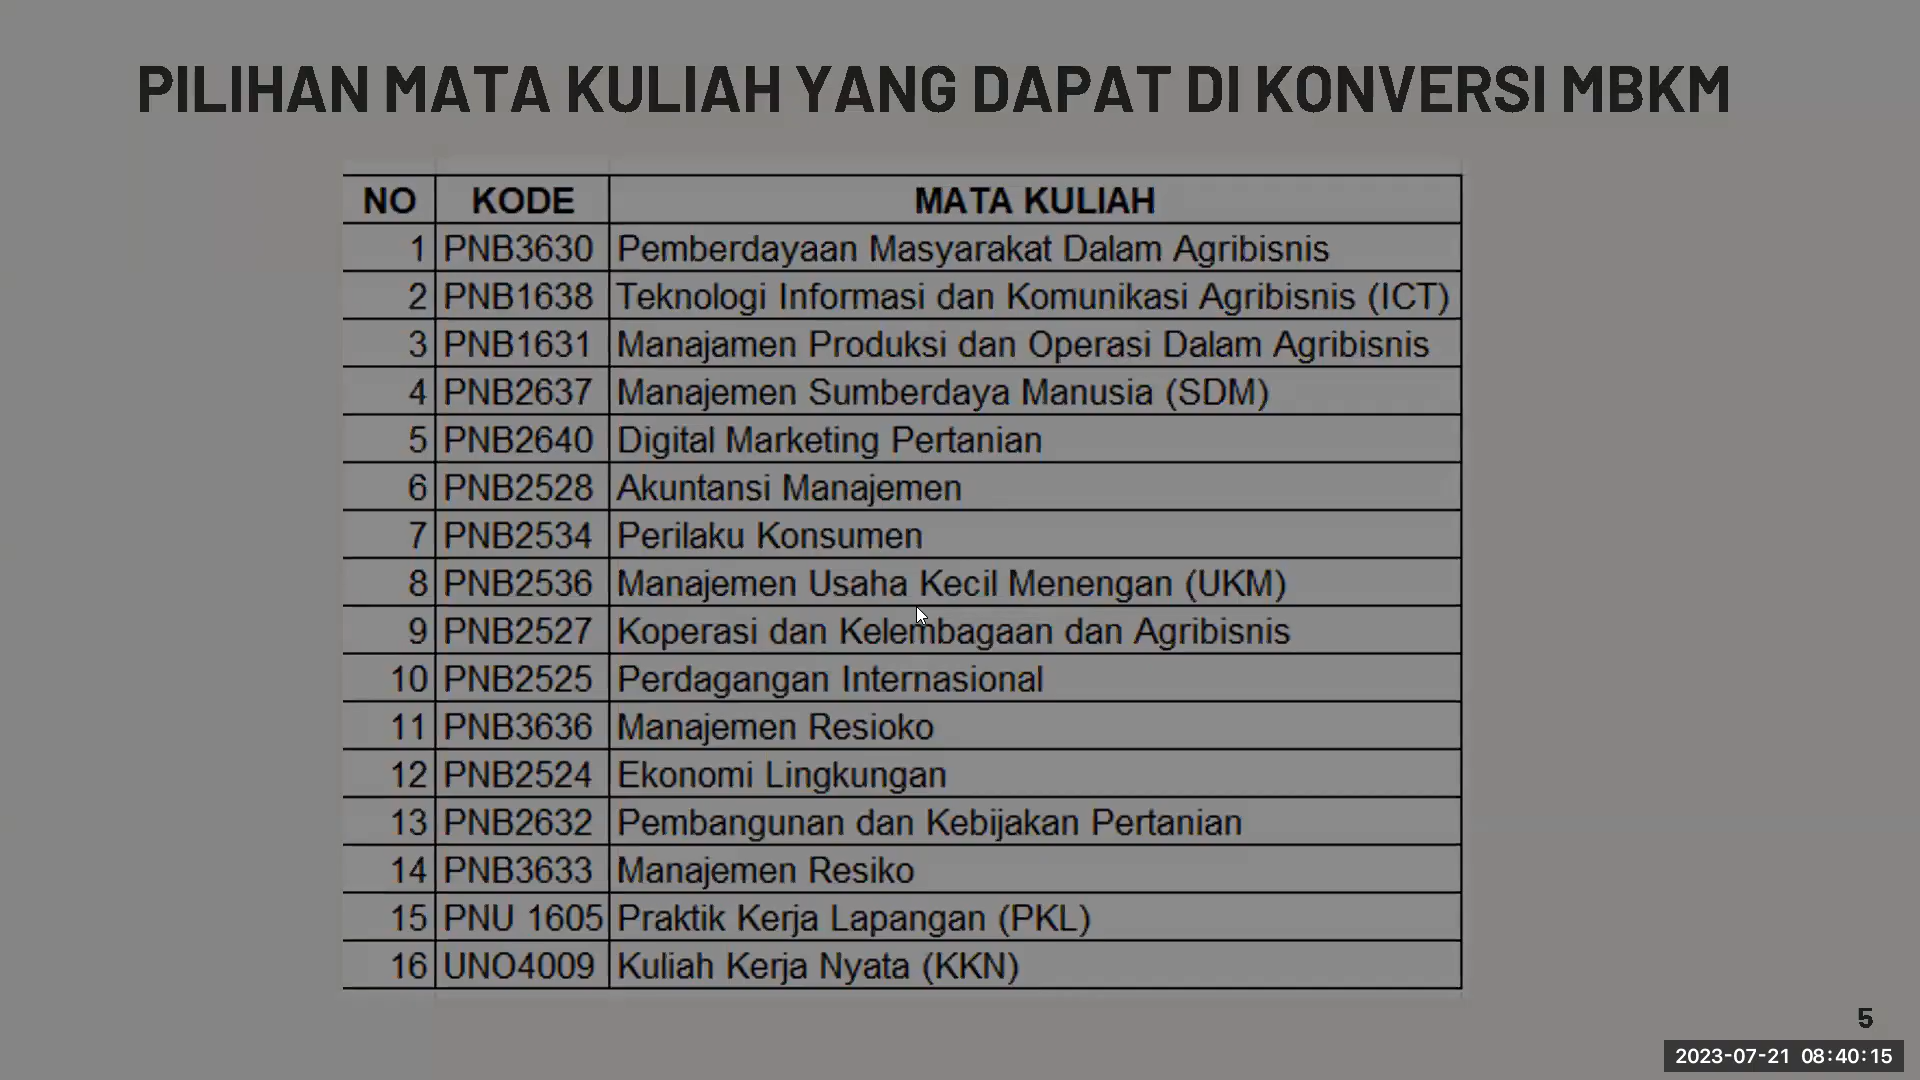 PILIHAN MATA KULIAH YANG DAPAT DI KONVERSI MBKM
NO KODE MATA KULIAH
1 PNB3630 Pemberdayaan Masyarakat Dalam Agribisnis
2 PNB1638 Teknologi Informasi dan Komunikasi Agribisnis (ICT)
3 PNB1631 Manajamen Produksi dan Operasi Dalam Agribisnis
4 PNB2637 Manajemen Sumberdaya Manusia (SDM)
5 PNB2640 Digital Marketing Pertanian
6 PNB2528 Akuntansi Manajemen
7 PNB2534 Perilaku Konsumen
8 PNB2536 Manajemen Usaha Kecil Menengan (UKM)
9 PNB2527 Koperasi dan Kelembagaan dan Agribisnis
10 PNB2525 Perdagangan Internasional
11 PNB3636 Manajemen Resioko
12 PNB2524 Ekonomi Lingkungan
13 PNB2632 Pembangunan dan Kebijakan Pertanian
14 PNB3633 Manajemen Resiko
15 PNU 1605 Praktik Kerja Lapangan (PKL)
16 UNO4009 Kuliah Kerja Nyata (KKN)
5
2023-07-21 08:40:15